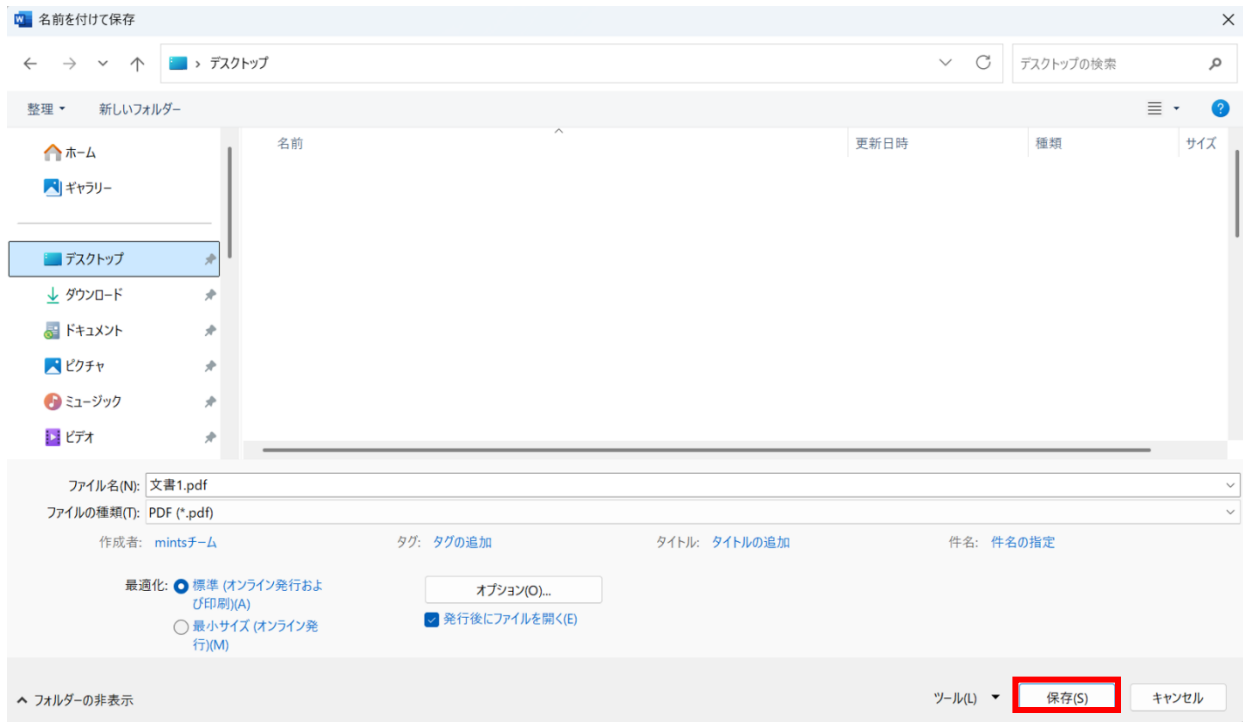 名前を付けて保存
デスクトップ
デスクトップの検索
整理 新しいフォルダー
名前 更新日時 種類 サイズ
ホーム
ギャラリー
デスクトップ
ダウンロード
ドキュメント
ピクチャ
ミュージック
ビデオ
ファイル名(N): 文書1.pdf
ファイルの種類(T): PDF (*.pdf)
作成者: mintsチーム タグ: タグの追加 タイトル: タイトルの追加 件名: 件名の指定
最適化: 標準 (オンライン発行およ
び印刷)(A)
最小サイズ (オンライン発
行)(M)
オプション(O)...
発行後にファイルを開く(E)
フォルダーの非表示
ツール(L) 保存(S) キャンセル